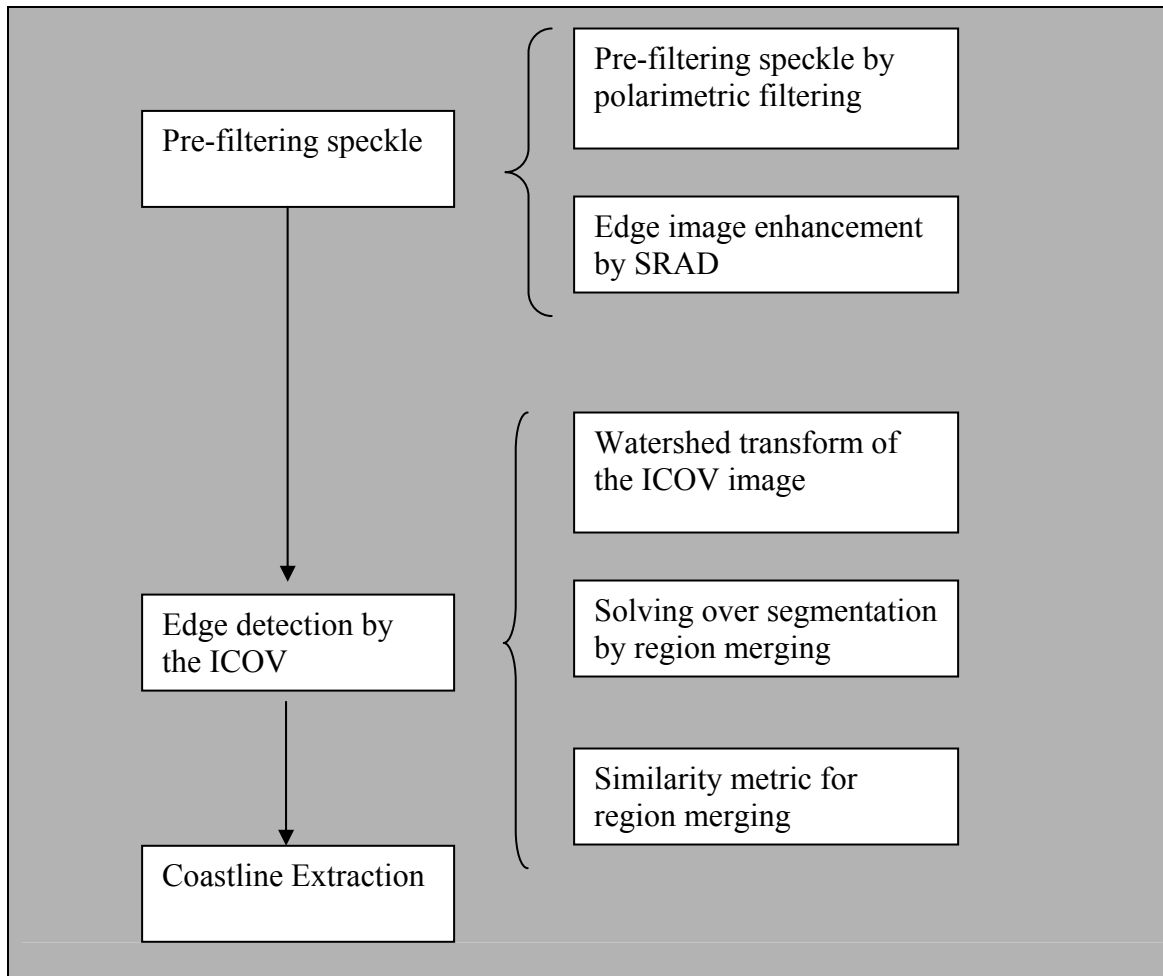 Pre-filtering speckle
Pre-filtering speckle by
polarimetric filtering
Edge image enhancement
by SRAD
Edge detection by
the ICOV
Watershed transform of
the ICOV image
Solving over segmentation
by region merging
Similarity metric for
region merging
Coastline Extraction